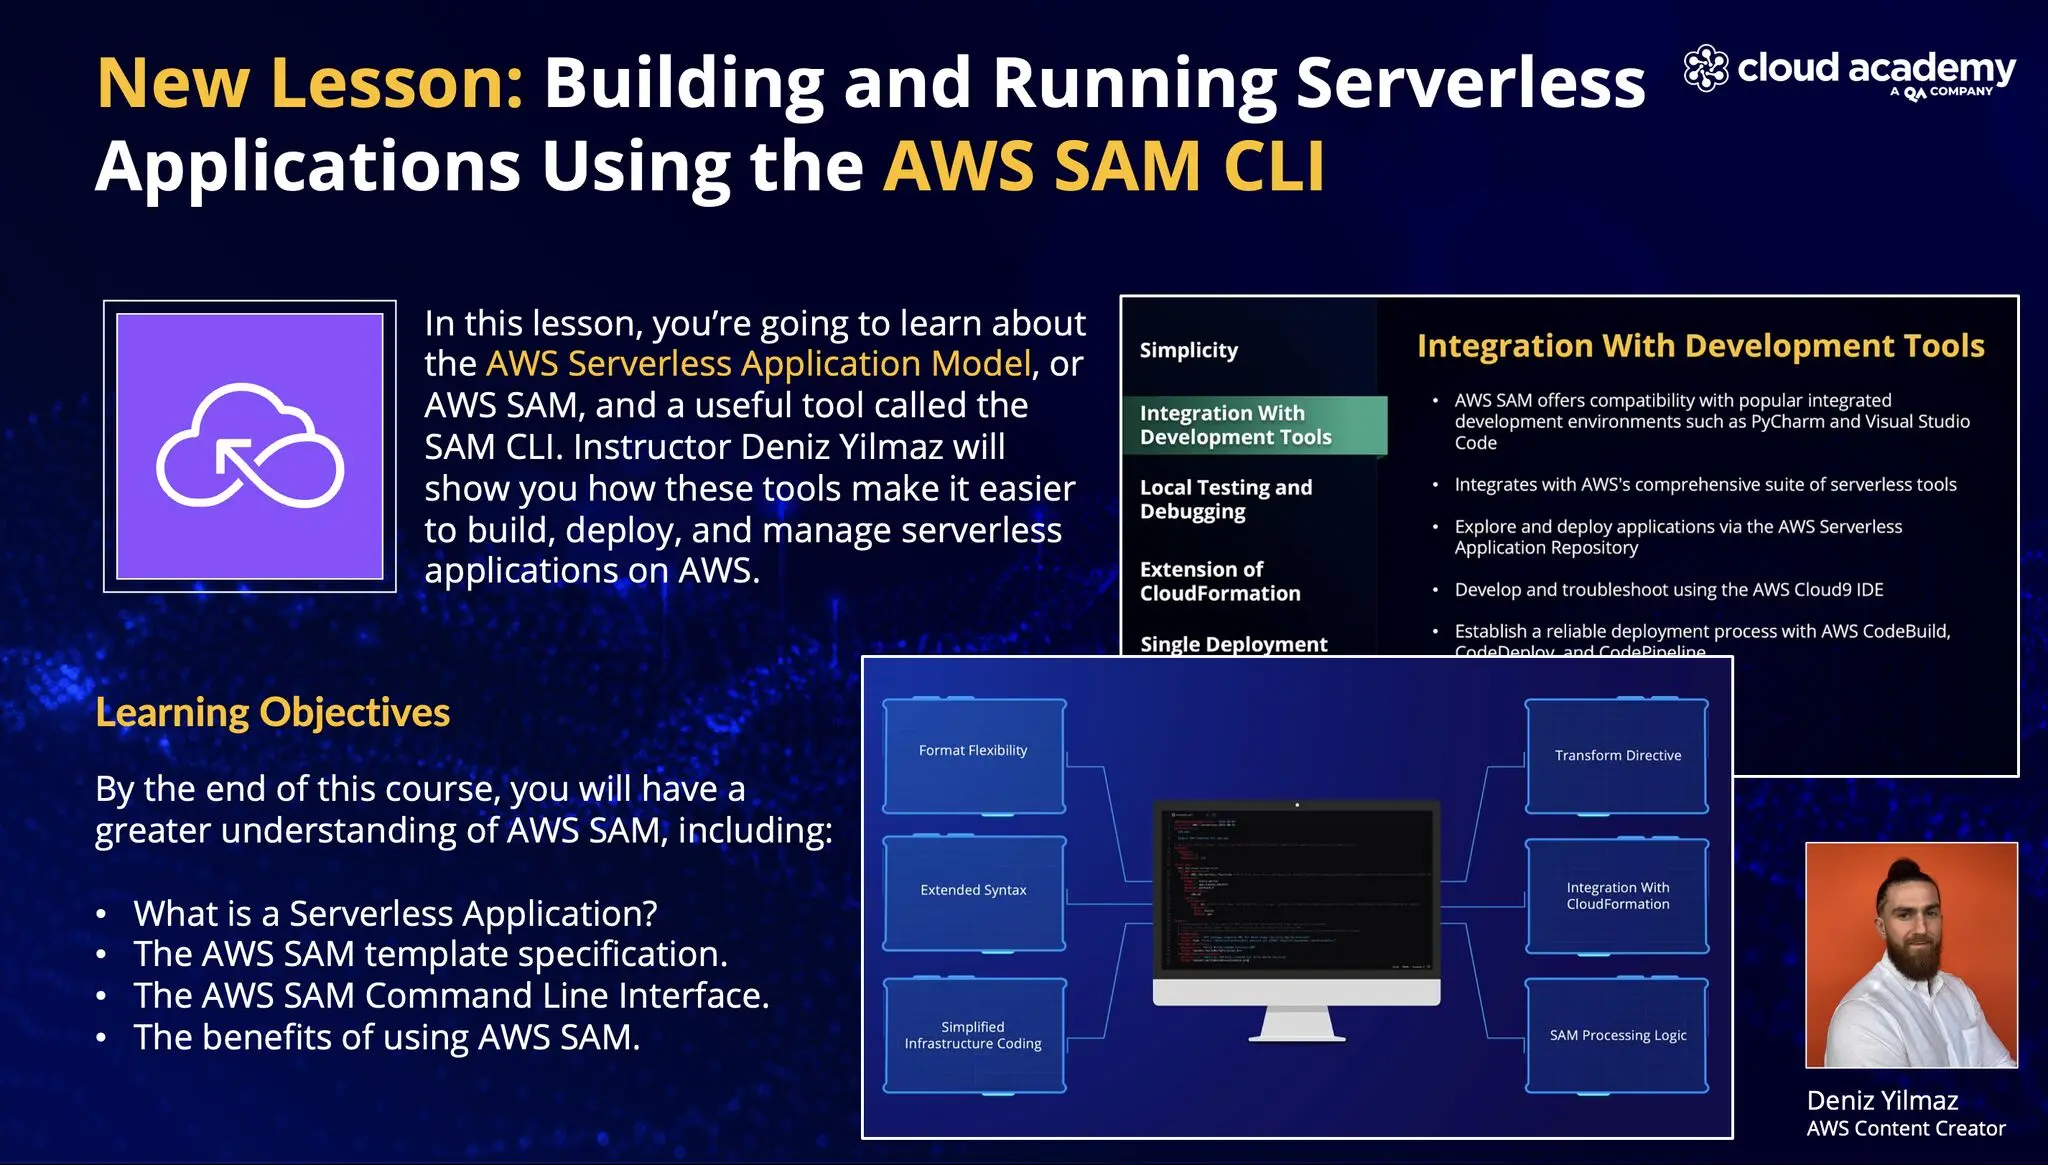 New Lesson: Building and Running Serverless
Applications Using the AWS SAM CLI
cloud academy
A QA COMPANY
In this lesson, you're going to learn about
the AWS Serverless Application Model, or
AWS SAM, and a useful tool called the
SAM CLI. Instructor Deniz Yilmaz will
show you how these tools make it easier
to build, deploy, and manage serverless
applications on AWS.
Simplicity
Integration With
Development Tools
Local Testing and
Debugging
Extension of
CloudFormation
Single Deployment
Integration With Development Tools
• AWS SAM offers compatibility with popular integrated
development environments such as PyCharm and Visual Studio
Code
• Integrates with AWS's comprehensive suite of serverless tools
• Explore and deploy applications via the AWS Serverless
Application Repository
• Develop and troubleshoot using the AWS Cloud9 IDE
• Establish a reliable deployment process with AWS CodeBuild,
CodeDeploy, and CodePipeline
Learning Objectives
By the end of this course, you will have a
greater understanding of AWS SAM, including:
• What is a Serverless Application?
• The AWS SAM template specification.
• The AWS SAM Command Line Interface.
• The benefits of using AWS SAM.
Format Flexibility
Extended Syntax
Simplified
Infrastructure Coding
Transform Directive
Integration With
CloudFormation
SAM Processing Logic
Deniz Yilmaz
AWS Content Creator